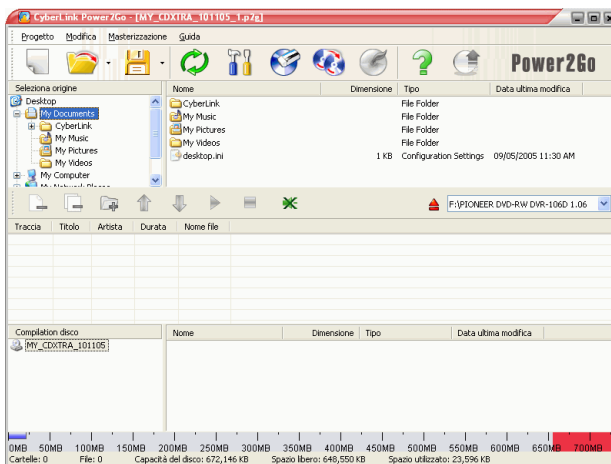 CyberLink Power2Go - [MY_CDXTRA_101105_1.p2g]
Progetto Modifica Masterizzazione Guida
Power2Go
Seleziona origine
Desktop
My Documents
CyberLink
My Music
My Pictures
My Videos
My Computer
My Network Places
Nome Dimensione Tipo Data ultima modifica
CyberLink File Folder
My Music File Folder
My Pictures File Folder
My Videos File Folder
desktop.ini 1 KB Configuration Settings 09/05/2005 11:30 AM
F:\PIONEER DVD-RW DVR-106D 1.06
Traccia Titolo Artista Durata Nome file
Compilation disco
MY_CDXTRA_101105
Nome Dimensione Tipo Data ultima modifica
0MB 50MB 100MB 150MB 200MB 250MB 300MB 350MB 400MB 450MB 500MB 550MB 600MB 650MB 700MB
Cartelle: 0 File: 0 Capacità del disco: 672,146 KB Spazio libero: 648,550 KB Spazio utilizzato: 23,596 KB